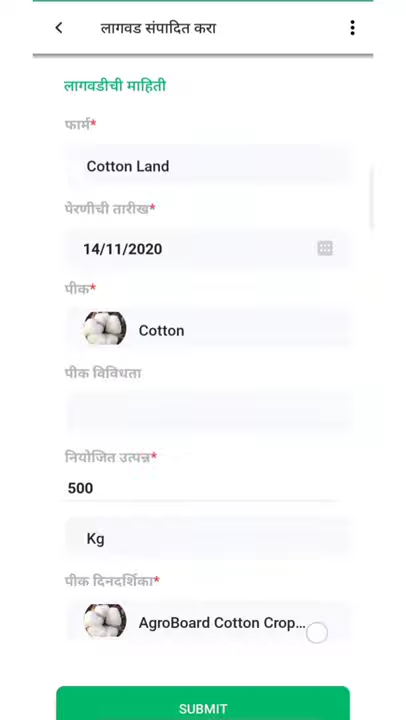 लागवड संपादित करा
लागवडीची माहिती
फार्म*
Cotton Land
पेरणीची तारीख*
14/11/2020
पीक*
Cotton
पीक विविधता
नियोजित उत्पन्न*
500
Kg
पीक दिनदर्शिका*
AgroBoard Cotton Crop...
SUBMIT